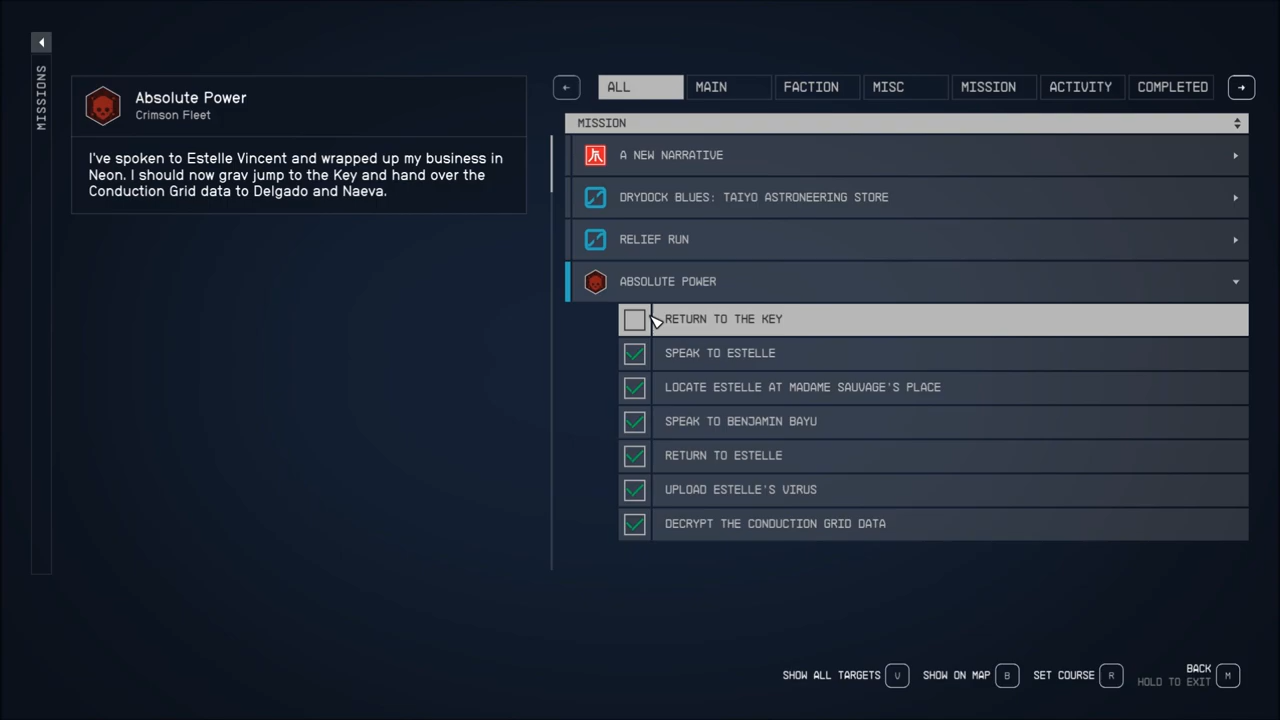 MISSIONS
Absolute Power
Crimson Fleet
I've spoken to Estelle Vincent and wrapped up my business in
Neon. I should now grav jump to the Key and hand over the
Conduction Grid data to Delgado and Naeva.
ALL
MAIN
FACTION
MISC
MISSION
ACTIVITY
COMPLETED
MISSION
A NEW NARRATIVE
DRYDOCK BLUES: TAIYO ASTRONEERING STORE
RELIEF RUN
ABSOLUTE POWER
RETURN TO THE KEY
SPEAK TO ESTELLE
LOCATE ESTELLE AT MADAME SAUVAGE'S PLACE
SPEAK TO BENJAMIN BAYU
RETURN TO ESTELLE
UPLOAD ESTELLE'S VIRUS
DECRYPT THE CONDUCTION GRID DATA
SHOW ALL TARGETS V
SHOW ON MAP B
SET COURSE R
BACK M
HOLD TO EXIT